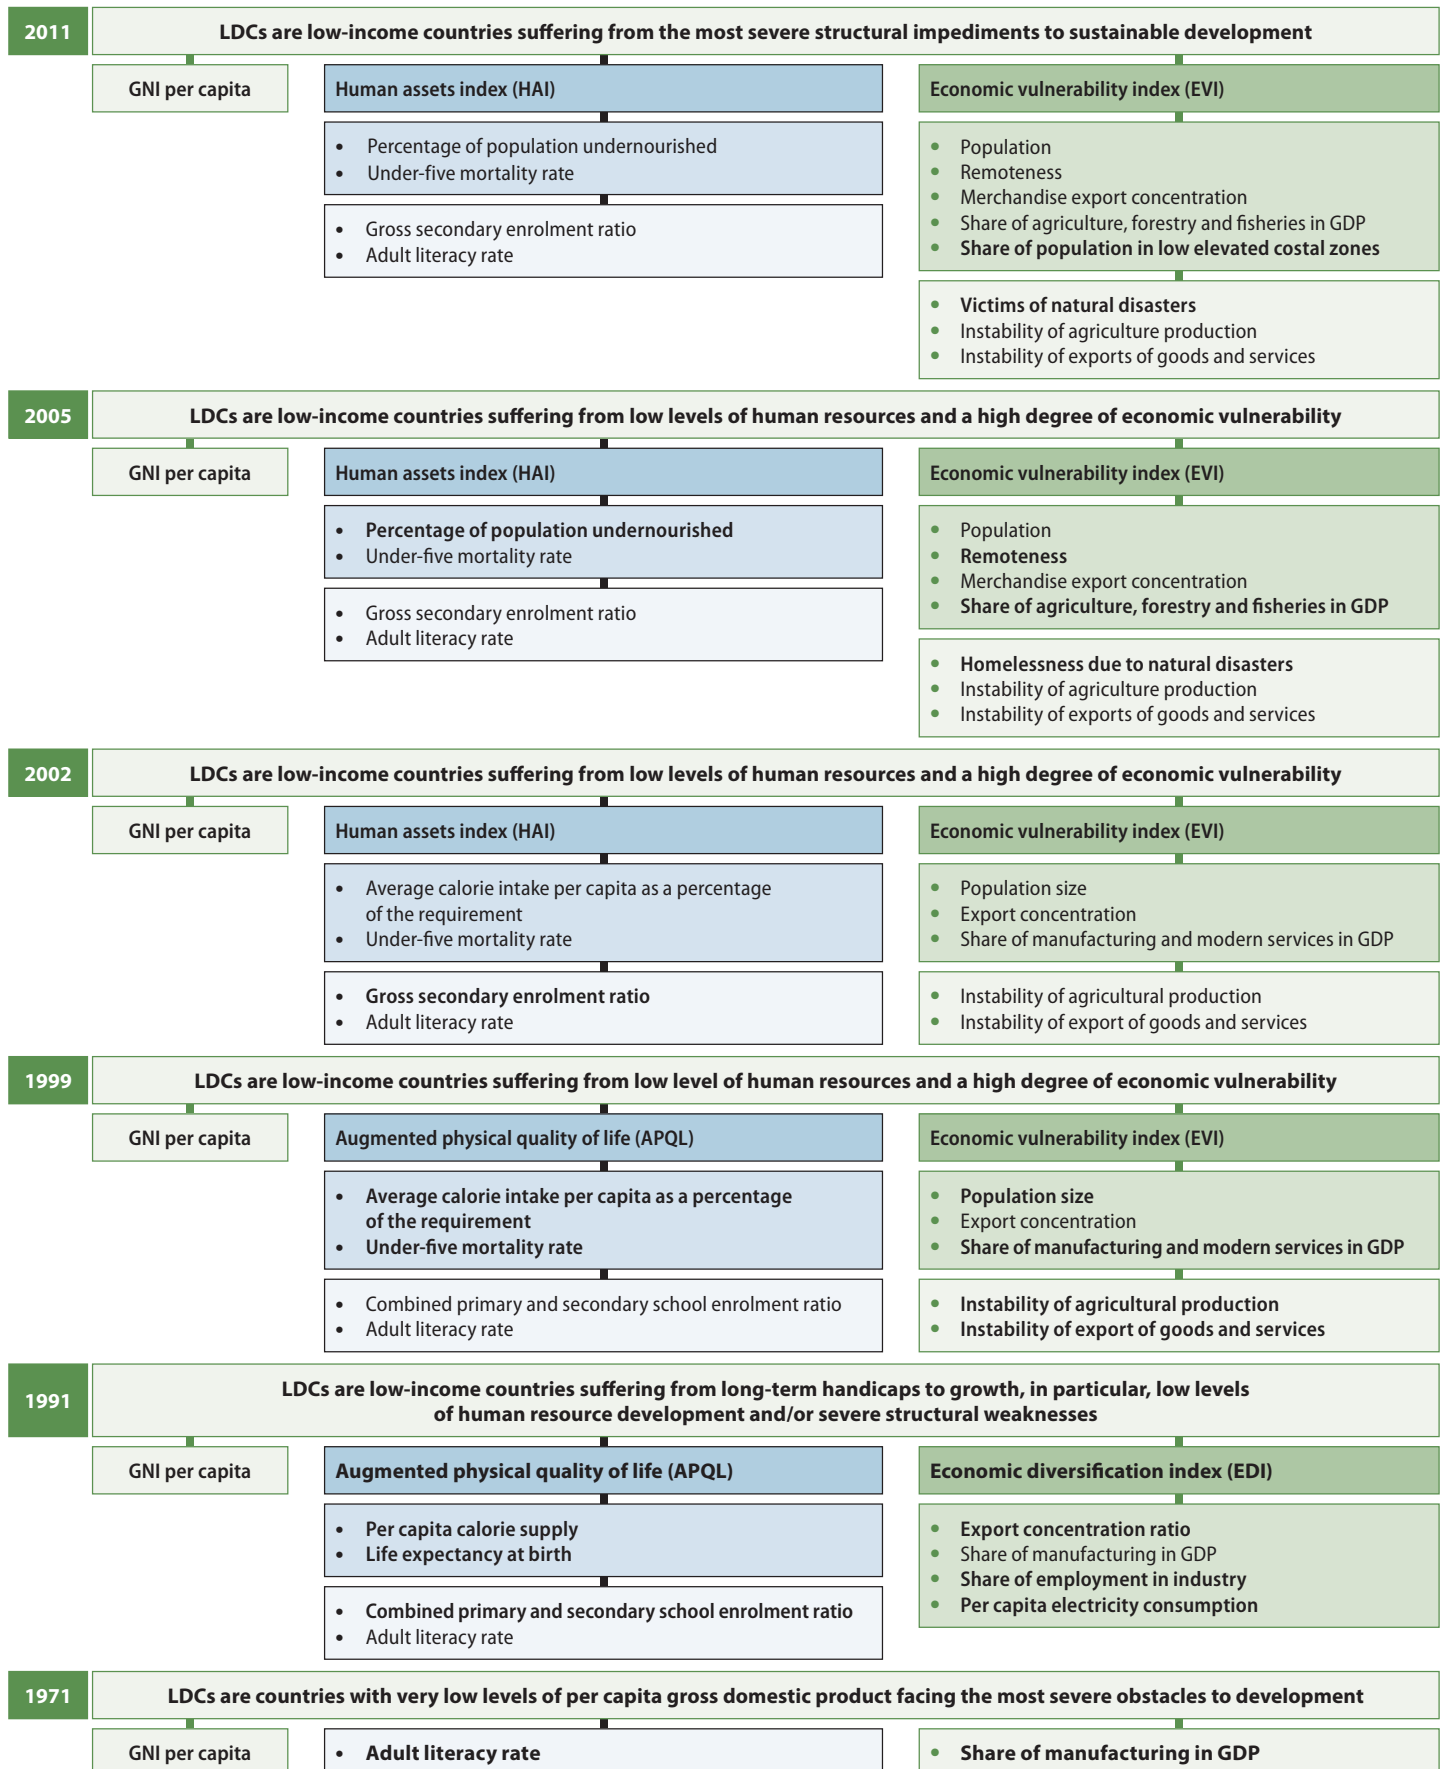 2011
LDCs are low-income countries suffering from the most severe structural impediments to sustainable development
GNI per capita
Human assets index (HAI)
• Percentage of population undernourished
• Under-five mortality rate
• Gross secondary enrolment ratio
• Adult literacy rate
Economic vulnerability index (EVI)
• Population
• Remoteness
• Merchandise export concentration
• Share of agriculture, forestry and fisheries in GDP
• Share of population in low elevated costal zones
• Victims of natural disasters
• Instability of agriculture production
• Instability of exports of goods and services
2005
LDCs are low-income countries suffering from low levels of human resources and a high degree of economic vulnerability
GNI per capita
Human assets index (HAI)
• Percentage of population undernourished
• Under-five mortality rate
• Gross secondary enrolment ratio
• Adult literacy rate
Economic vulnerability index (EVI)
• Population
• Remoteness
• Merchandise export concentration
• Share of agriculture, forestry and fisheries in GDP
• Homelessness due to natural disasters
• Instability of agriculture production
• Instability of exports of goods and services
2002
LDCs are low-income countries suffering from low levels of human resources and a high degree of economic vulnerability
GNI per capita
Human assets index (HAI)
• Average calorie intake per capita as a percentage
of the requirement
• Under-five mortality rate
• Gross secondary enrolment ratio
• Adult literacy rate
Economic vulnerability index (EVI)
• Population size
• Export concentration
• Share of manufacturing and modern services in GDP
• Instability of agricultural production
• Instability of export of goods and services
1999
LDCs are low-income countries suffering from low level of human resources and a high degree of economic vulnerability
GNI per capita
Augmented physical quality of life (APQL)
• Average calorie intake per capita as a percentage
of the requirement
• Under-five mortality rate
• Combined primary and secondary school enrolment ratio
• Adult literacy rate
Economic vulnerability index (EVI)
• Population size
• Export concentration
• Share of manufacturing and modern services in GDP
• Instability of agricultural production
• Instability of export of goods and services
1991
LDCs are low-income countries suffering from long-term handicaps to growth, in particular, low levels
of human resource development and/or severe structural weaknesses
GNI per capita
Augmented physical quality of life (APQL)
• Per capita calorie supply
• Life expectancy at birth
• Combined primary and secondary school enrolment ratio
• Adult literacy rate
Economic diversification index (EDI)
• Export concentration ratio
• Share of manufacturing in GDP
• Share of employment in industry
• Per capita electricity consumption
1971
LDCs are countries with very low levels of per capita gross domestic product facing the most severe obstacles to development
GNI per capita
• Adult literacy rate
• Share of manufacturing in GDP